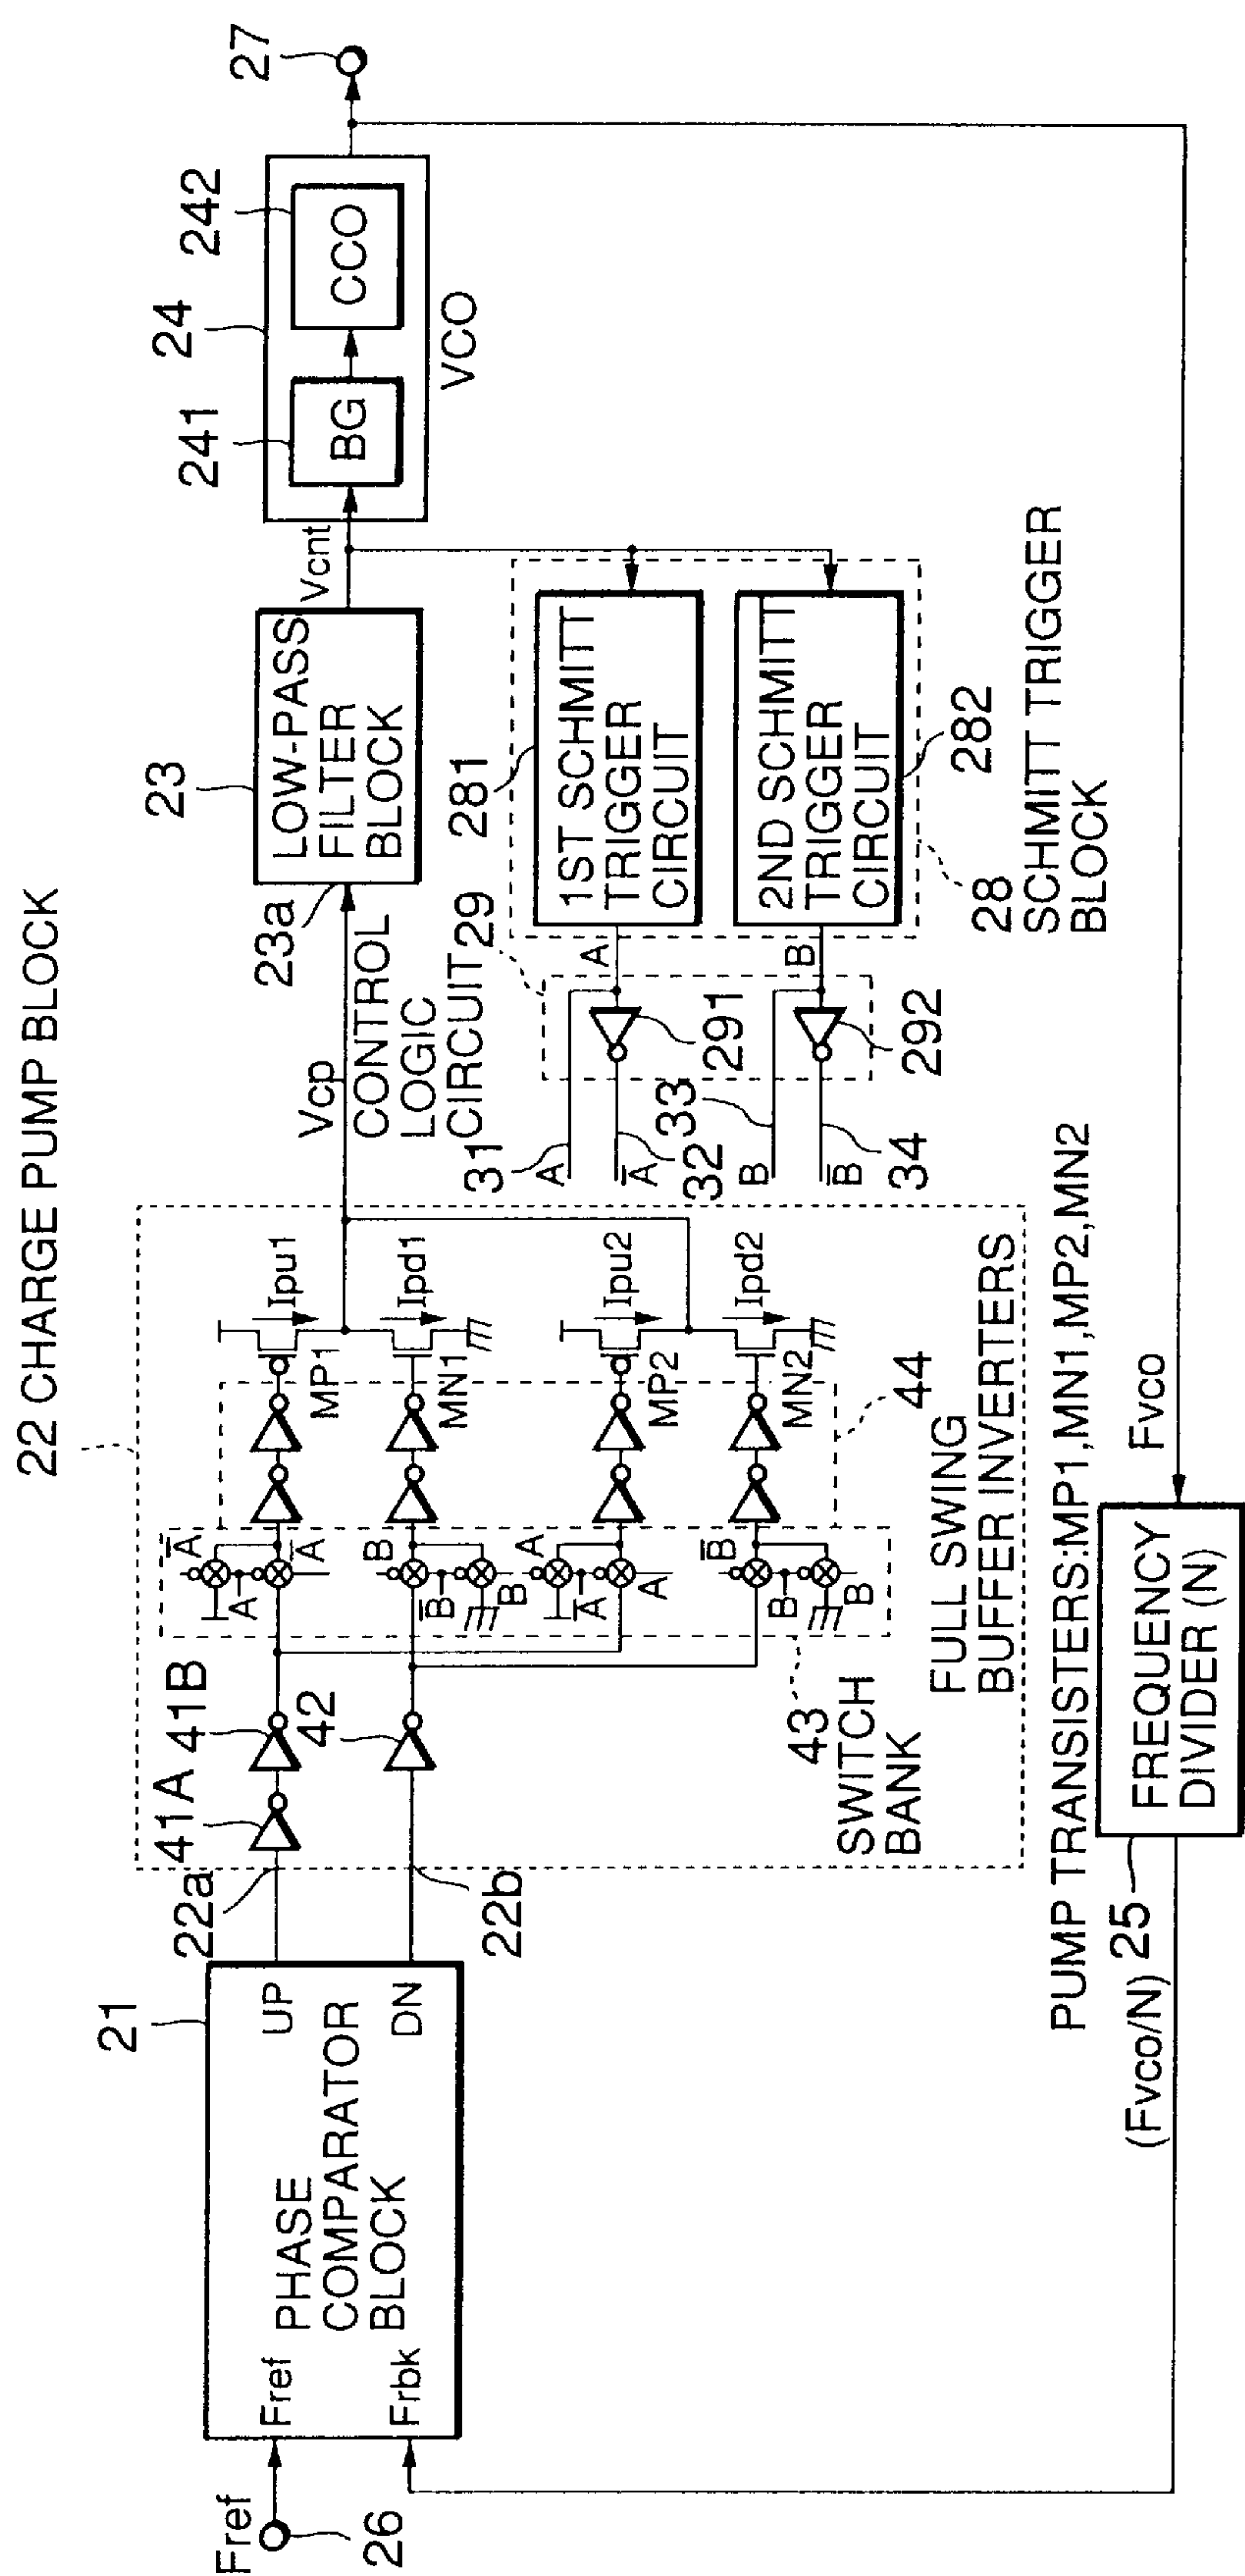 22 CHARGE PUMP BLOCK
21
PHASE
COMPARATOR
BLOCK
Fref
Frbk
UP
DN
Fref
26
22a
22b
41A
41B
42
43
SWITCH
BANK
A̅
A
A̅
B
B̅
B
A
A̅
A
B̅
B
B
MP1
MN1
MP2
MN2
Ipu1
Ipd1
Ipu2
Ipd2
44
FULL SWING
BUFFER INVERTERS
PUMP TRANSISTERS:MP1,MN1,MP2,MN2
Vcp
23
23a
LOW-PASS
FILTER
BLOCK
Vcnt
CONTROL
LOGIC
CIRCUIT 29
31
A
A̅
32
33
B
B̅
34
291
292
A
B
281
1ST SCHMITT
TRIGGER
CIRCUIT
2ND SCHMITT
TRIGGER
CIRCUIT
282
28
SCHMITT TRIGGER
BLOCK
24
241
BG
242
CCO
VCO
27
Fvco
FREQUENCY
DIVIDER (N)
25
(Fvco/N)